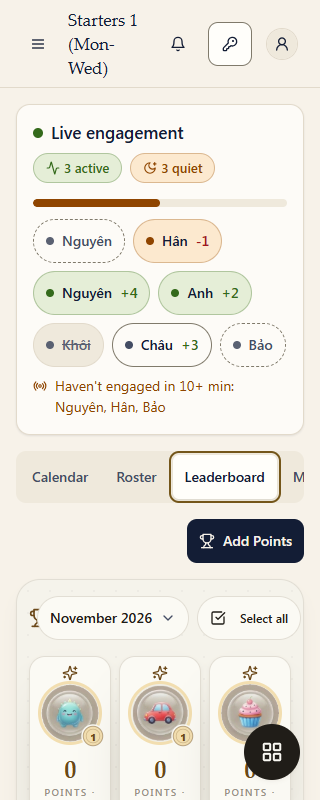 Starters 1
(Mon-
Wed)
Live engagement
3 active
3 quiet
Nguyên
Hân -1
Nguyên +4
Anh +2
Khôi
Châu +3
Bảo
Haven't engaged in 10+ min:
Nguyên, Hân, Bảo
Calendar
Roster
Leaderboard
M
Add Points
November 2026
Select all
1
1
0
0
0
POINTS ·
POINTS ·
POINTS ·